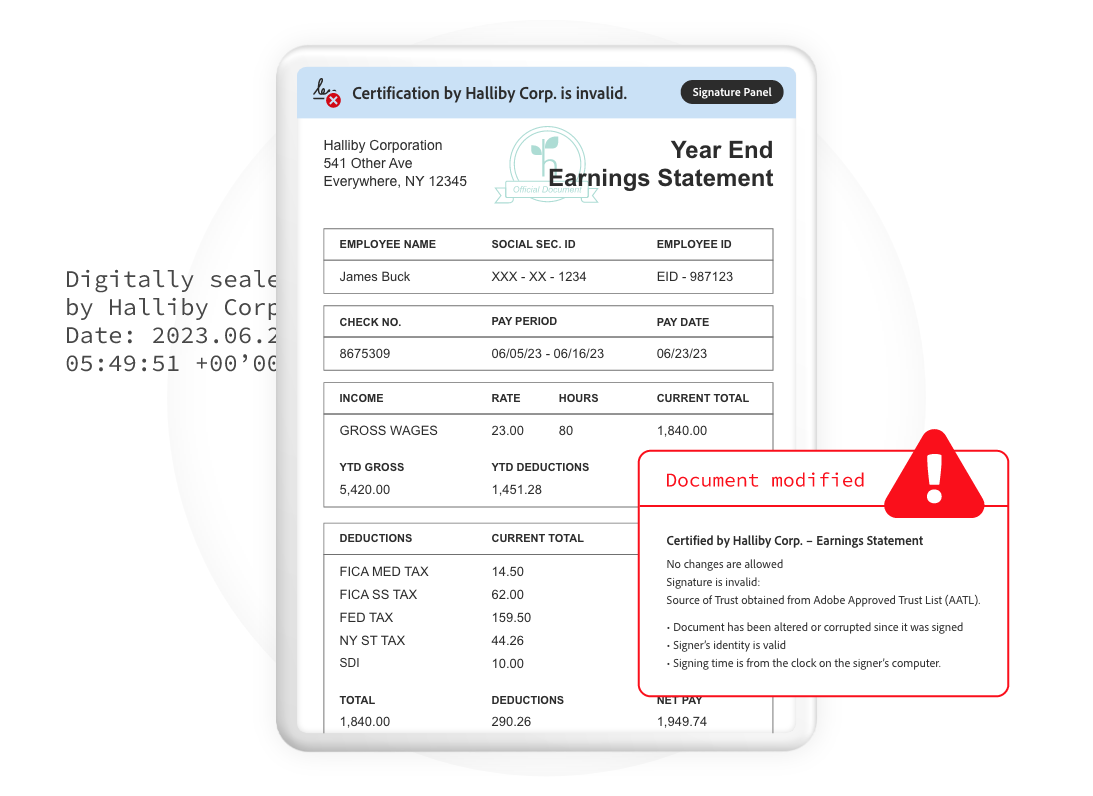 Certification by Halliby Corp. is invalid.
Signature Panel
Halliby Corporation
541 Other Ave
Everywhere, NY 12345
h
Official Document
Year End
Earnings Statement
Digitally seale
by Halliby Corp
Date: 2023.06.2
05:49:51 +00’00
EMPLOYEE NAME SOCIAL SEC. ID EMPLOYEE ID
James Buck XXX - XX - 1234 EID - 987123
CHECK NO. PAY PERIOD PAY DATE
8675309 06/05/23 - 06/16/23 06/23/23
INCOME RATE HOURS CURRENT TOTAL
GROSS WAGES 23.00 80 1,840.00
YTD GROSS YTD DEDUCTIONS
5,420.00 1,451.28
DEDUCTIONS CURRENT TOTAL
FICA MED TAX 14.50
FICA SS TAX 62.00
FED TAX 159.50
NY ST TAX 44.26
SDI 10.00
TOTAL DEDUCTIONS NET PAY
1,840.00 290.26 1,949.74
Document modified
Certified by Halliby Corp. – Earnings Statement
No changes are allowed
Signature is invalid:
Source of Trust obtained from Adobe Approved Trust List (AATL).
• Document has been altered or corrupted since it was signed
• Signer’s identity is valid
• Signing time is from the clock on the signer’s computer.